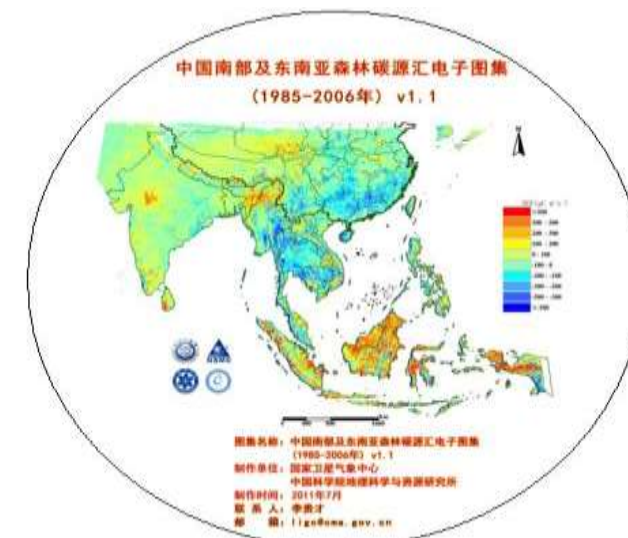 中国南部及东南亚森林碳源汇电子图集
(1985-2006年) v1.1
N
图集名称: 中国南部及东南亚森林碳源汇电子图集
(1985-2006年) v1.1
制作单位: 国家卫星气象中心
中国科学院地理科学与资源研究所
制作时间: 2011年7月
联 系 人: 李贵才
邮 箱: